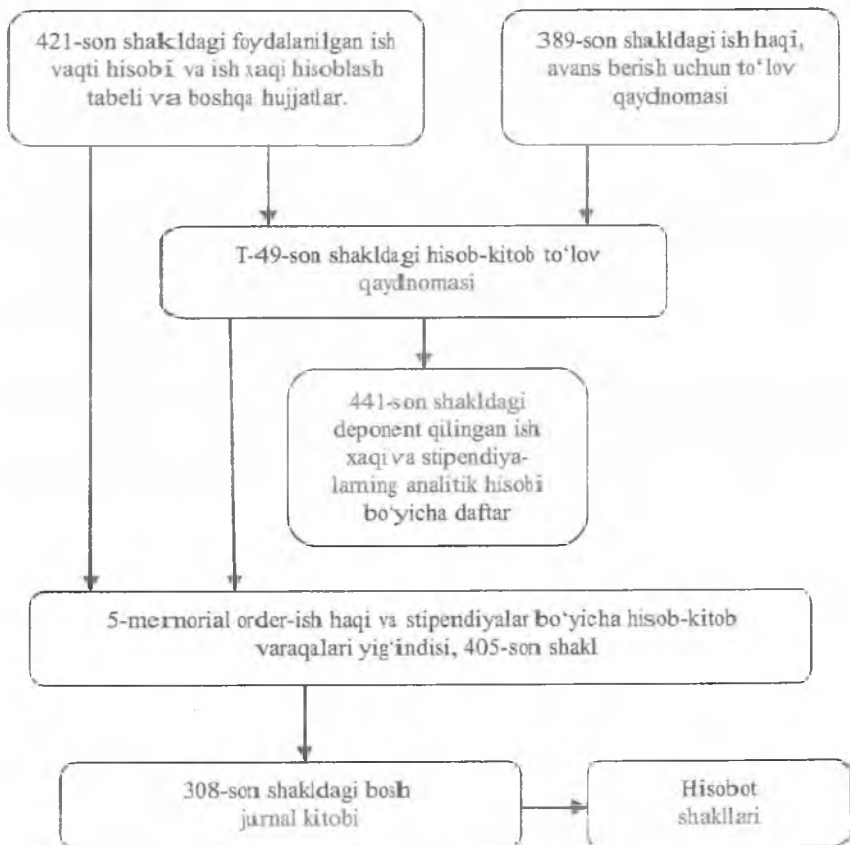 421-son shakldagi foydalanilgan ish
vaqti hisobi va ish xaqi hisoblash
tabeli va boshqa hujjatlar.
389-son shakldagi ish haqi,
avans berish uchun to‘lov
qaydnomasi
T-49-son shakldagi hisob-kitob to‘lov
qaydnomasi
441-son shakldagi
deponent qilingan ish
xaqi va stipendiya-
larning analitik hisobi
bo‘yicha daftar
5-memorial order-ish haqi va stipendiyalar bo‘yicha hisob-kitob
varaqalari yig‘indisi, 405-son shakl
308-son shakldagi bosh
jurnal kitobi
Hisobot
shakllari